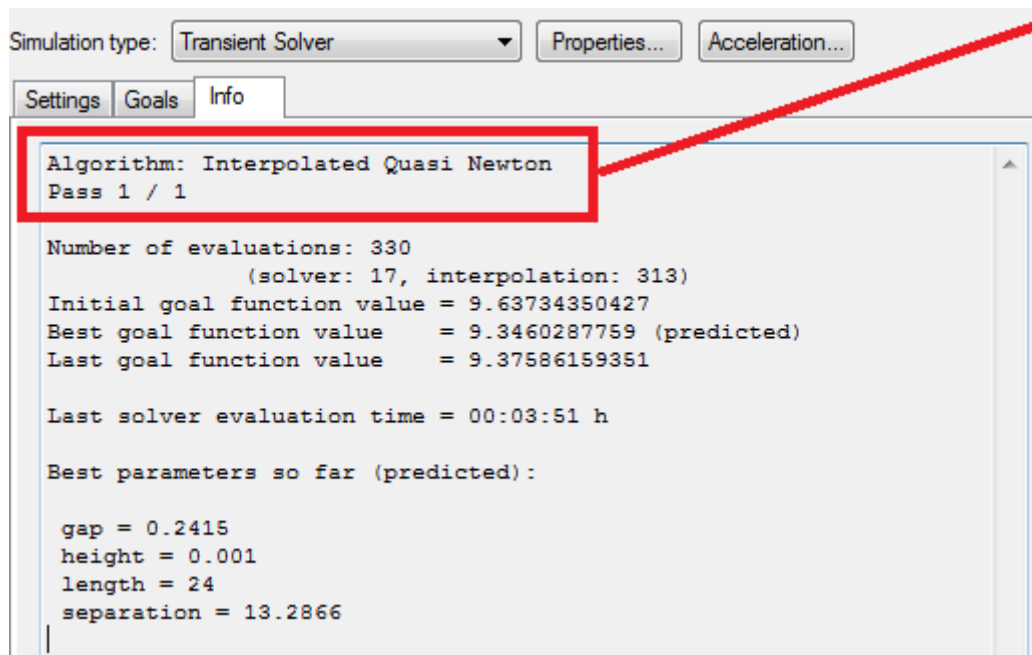 Simulation type: Transient Solver Properties... Acceleration...
Settings Goals Info
Algorithm: Interpolated Quasi Newton
Pass 1 / 1
Number of evaluations: 330
(solver: 17, interpolation: 313)
Initial goal function value = 9.63734350427
Best goal function value = 9.3460287759 (predicted)
Last goal function value = 9.37586159351
Last solver evaluation time = 00:03:51 h
Best parameters so far (predicted):
gap = 0.2415
height = 0.001
length = 24
separation = 13.2866